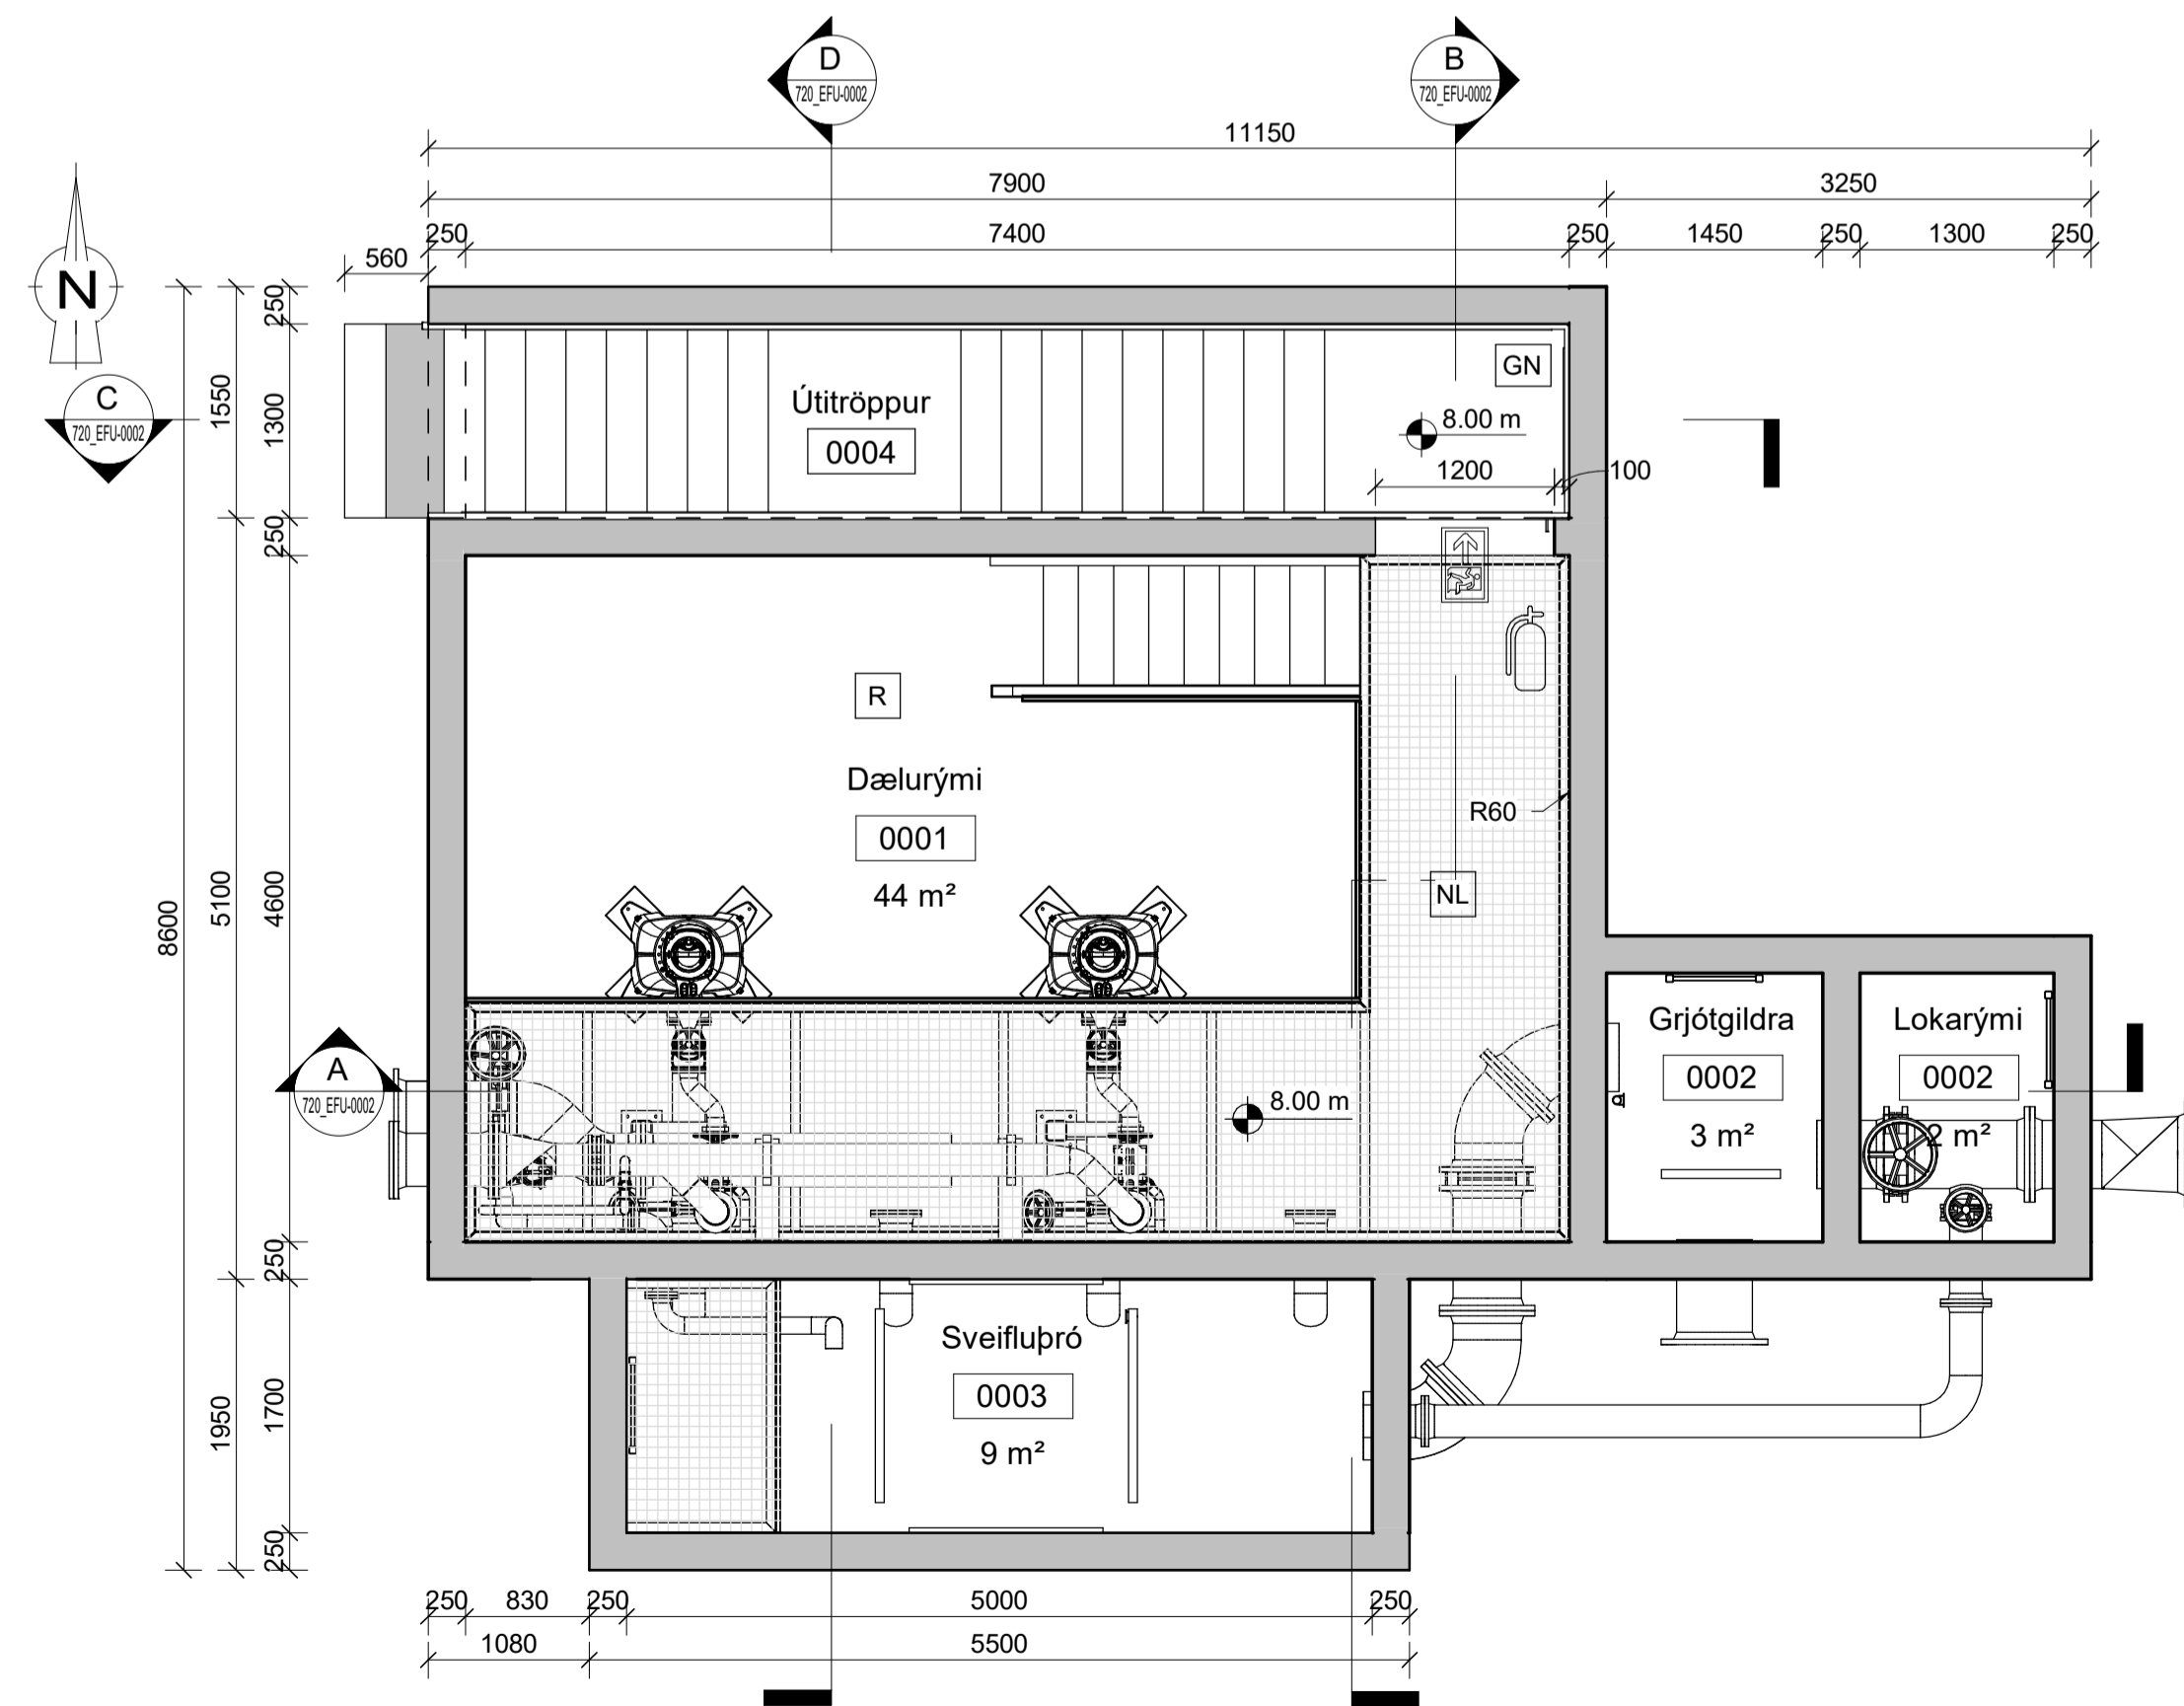 D
720_EFU-0002
B
720_EFU-0002
11150
7900
3250
250
7400
250
1450
250
1300
250
560
N
C
720_EFU-0002
8600
1550
5100
1950
250
1300
250
4600
250
1700
250
Útitröppur
0004
GN
8.00 m
1200
100
R
Dælurými
0001
44 m²
R60
NL
A
720_EFU-0002
8.00 m
Grjótgildra
0002
3 m²
Lokarými
0002
2 m²
Sveifluþró
0003
9 m²
250
830
250
5000
250
1080
5500